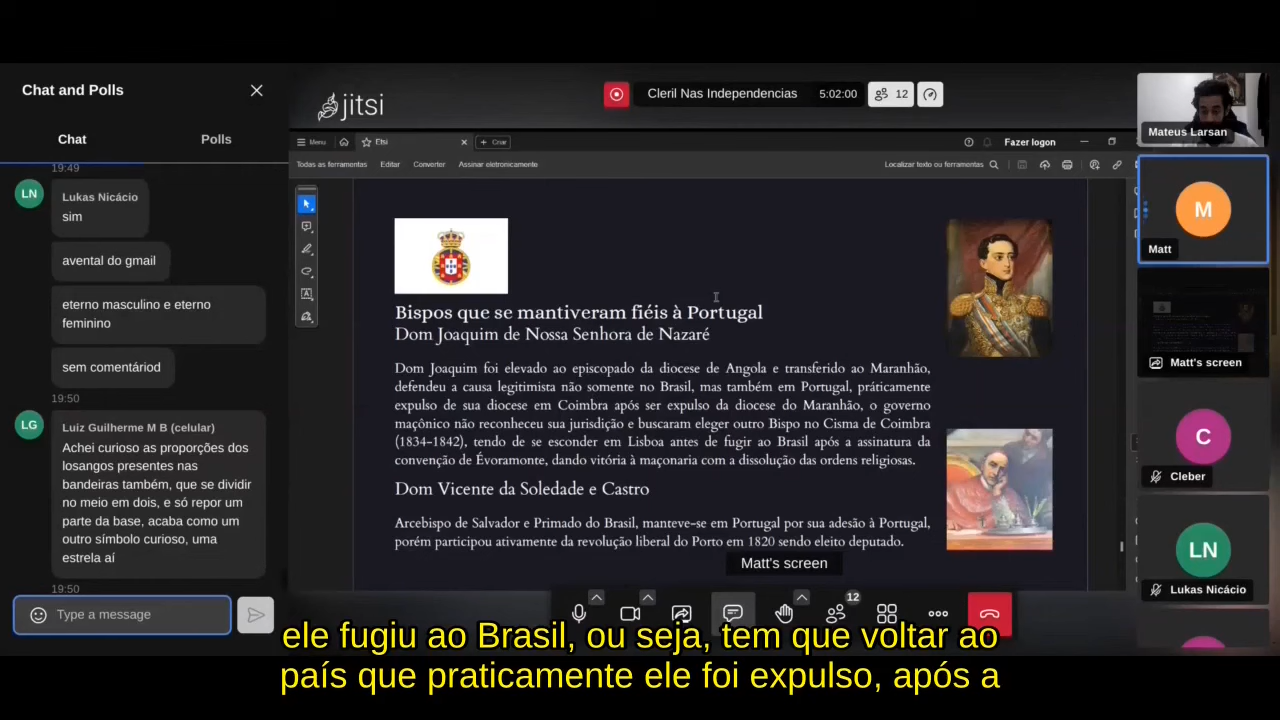 Chat and Polls
Chat
Polls
19:49
LN
Lukas Nicácio
sim
avental do gmail
eterno masculino e eterno
feminino
sem comentáriod
19:50
LG
Luiz Guilherme M B (celular)
Achei curioso as proporções dos
losangos presentes nas
bandeiras também, que se dividir
no meio em dois, e só repor um
parte da base, acaba como um
outro símbolo curioso, uma
estrela aí
19:50
Type a message
jitsi
Cleril Nas Independencias
5:02:00
12
Menu
Etsi
Criar
Fazer logon
Todas as ferramentas
Editar
Converter
Assinar eletronicamente
Localizar texto ou ferramentas
Bispos que se mantiveram fiéis à Portugal
Dom Joaquim de Nossa Senhora de Nazaré
Dom Joaquim foi elevado ao episcopado da diocese de Angola e transferido ao Maranhão,
defendeu a causa legitimista não somente no Brasil, mas também em Portugal, práticamente
expulso de sua diocese em Coimbra após ser expulso da diocese do Maranhão, o governo
maçônico não reconheceu sua jurisdição e buscaram eleger outro Bispo no Cisma de Coimbra
(1834-1842), tendo de se esconder em Lisboa antes de fugir ao Brasil após a assinatura da
convenção de Évoramonte, dando vitória à maçonaria com a dissolução das ordens religiosas.
Dom Vicente da Soledade e Castro
Arcebispo de Salvador e Primado do Brasil, manteve-se em Portugal por sua adesão à Portugal,
porém participou ativamente da revolução liberal do Porto em 1820 sendo eleito deputado.
Matt's screen
12
Mateus Larsan
M
Matt
Matt's screen
C
Cleber
LN
Lukas Nicácio
ele fugiu ao Brasil, ou seja, tem que voltar ao
país que praticamente ele foi expulso, após a